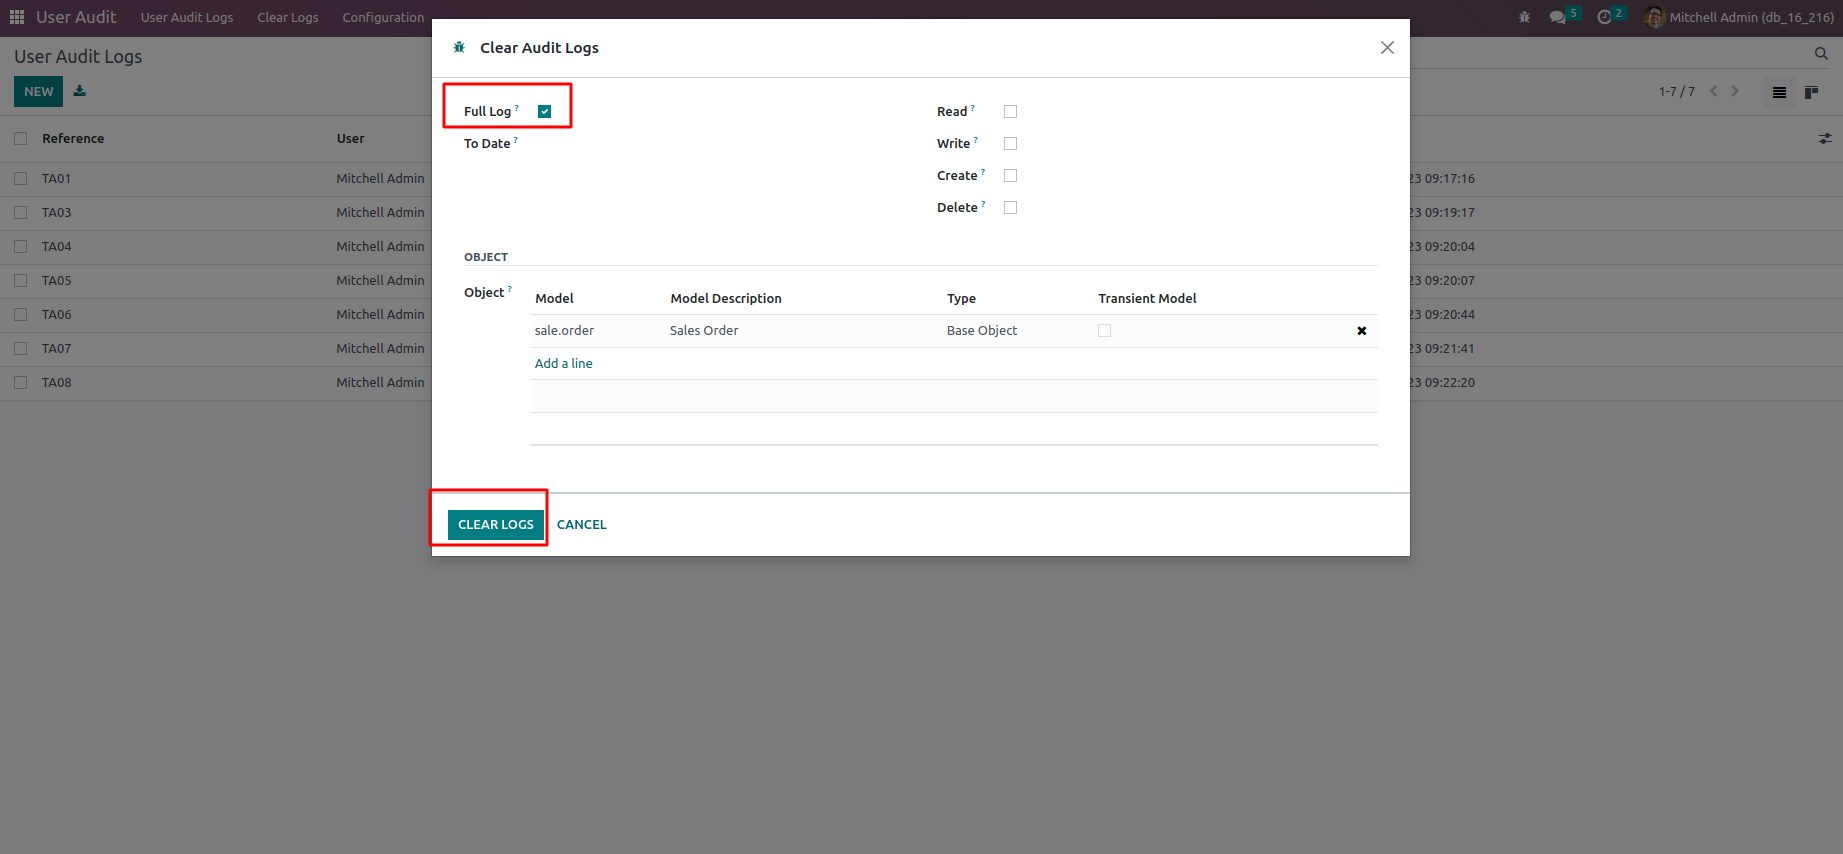 User Audit User Audit Logs Clear Logs Configuration 5 2 Mitchell Admin (db_16_216)
User Audit Logs
NEW
1-7 / 7
Reference User
TA01 Mitchell Admin 23 09:17:16
TA03 Mitchell Admin 23 09:19:17
TA04 Mitchell Admin 23 09:20:04
TA05 Mitchell Admin 23 09:20:07
TA06 Mitchell Admin 23 09:20:44
TA07 Mitchell Admin 23 09:21:41
TA08 Mitchell Admin 23 09:22:20
Clear Audit Logs
Full Log ? Read ?
To Date ? Write ?
Create ?
Delete ?
OBJECT
Object ? Model Model Description Type Transient Model
sale.order Sales Order Base Object
Add a line
CLEAR LOGS CANCEL